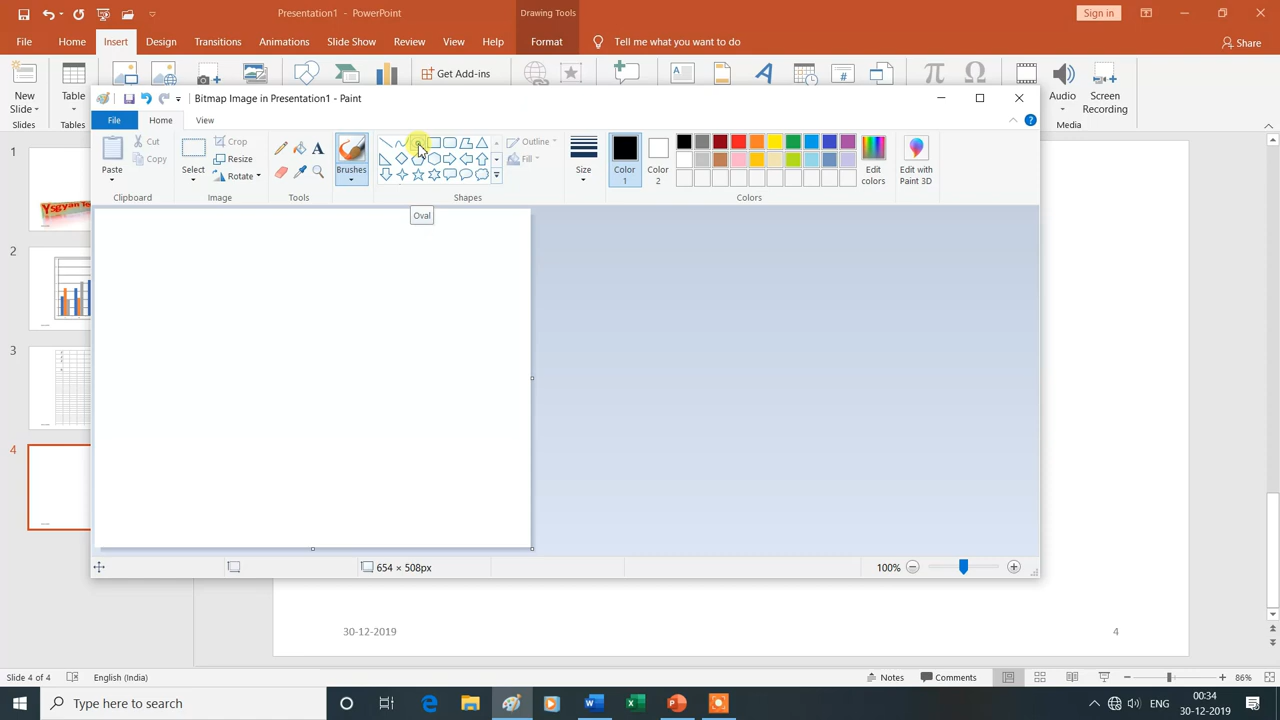 Presentation1 - PowerPoint
Drawing Tools
Sign in
File Home Insert Design Transitions Animations Slide Show Review View Help Format Tell me what you want to do Share
New Slide Table Get Add-ins Audio Screen Recording
Slides Tables Media
Bitmap Image in Presentation1 - Paint
File Home View
Paste Cut Copy Select Crop Resize Rotate Brushes Outline Fill Size Color 1 Color 2 Edit colors Edit with Paint 3D
Clipboard Image Tools Shapes Colors
Oval
2
3
4
654 × 508px 100%
30-12-2019 4
Slide 4 of 4 English (India) Notes Comments 86%
Type here to search ENG 00:34
30-12-2019